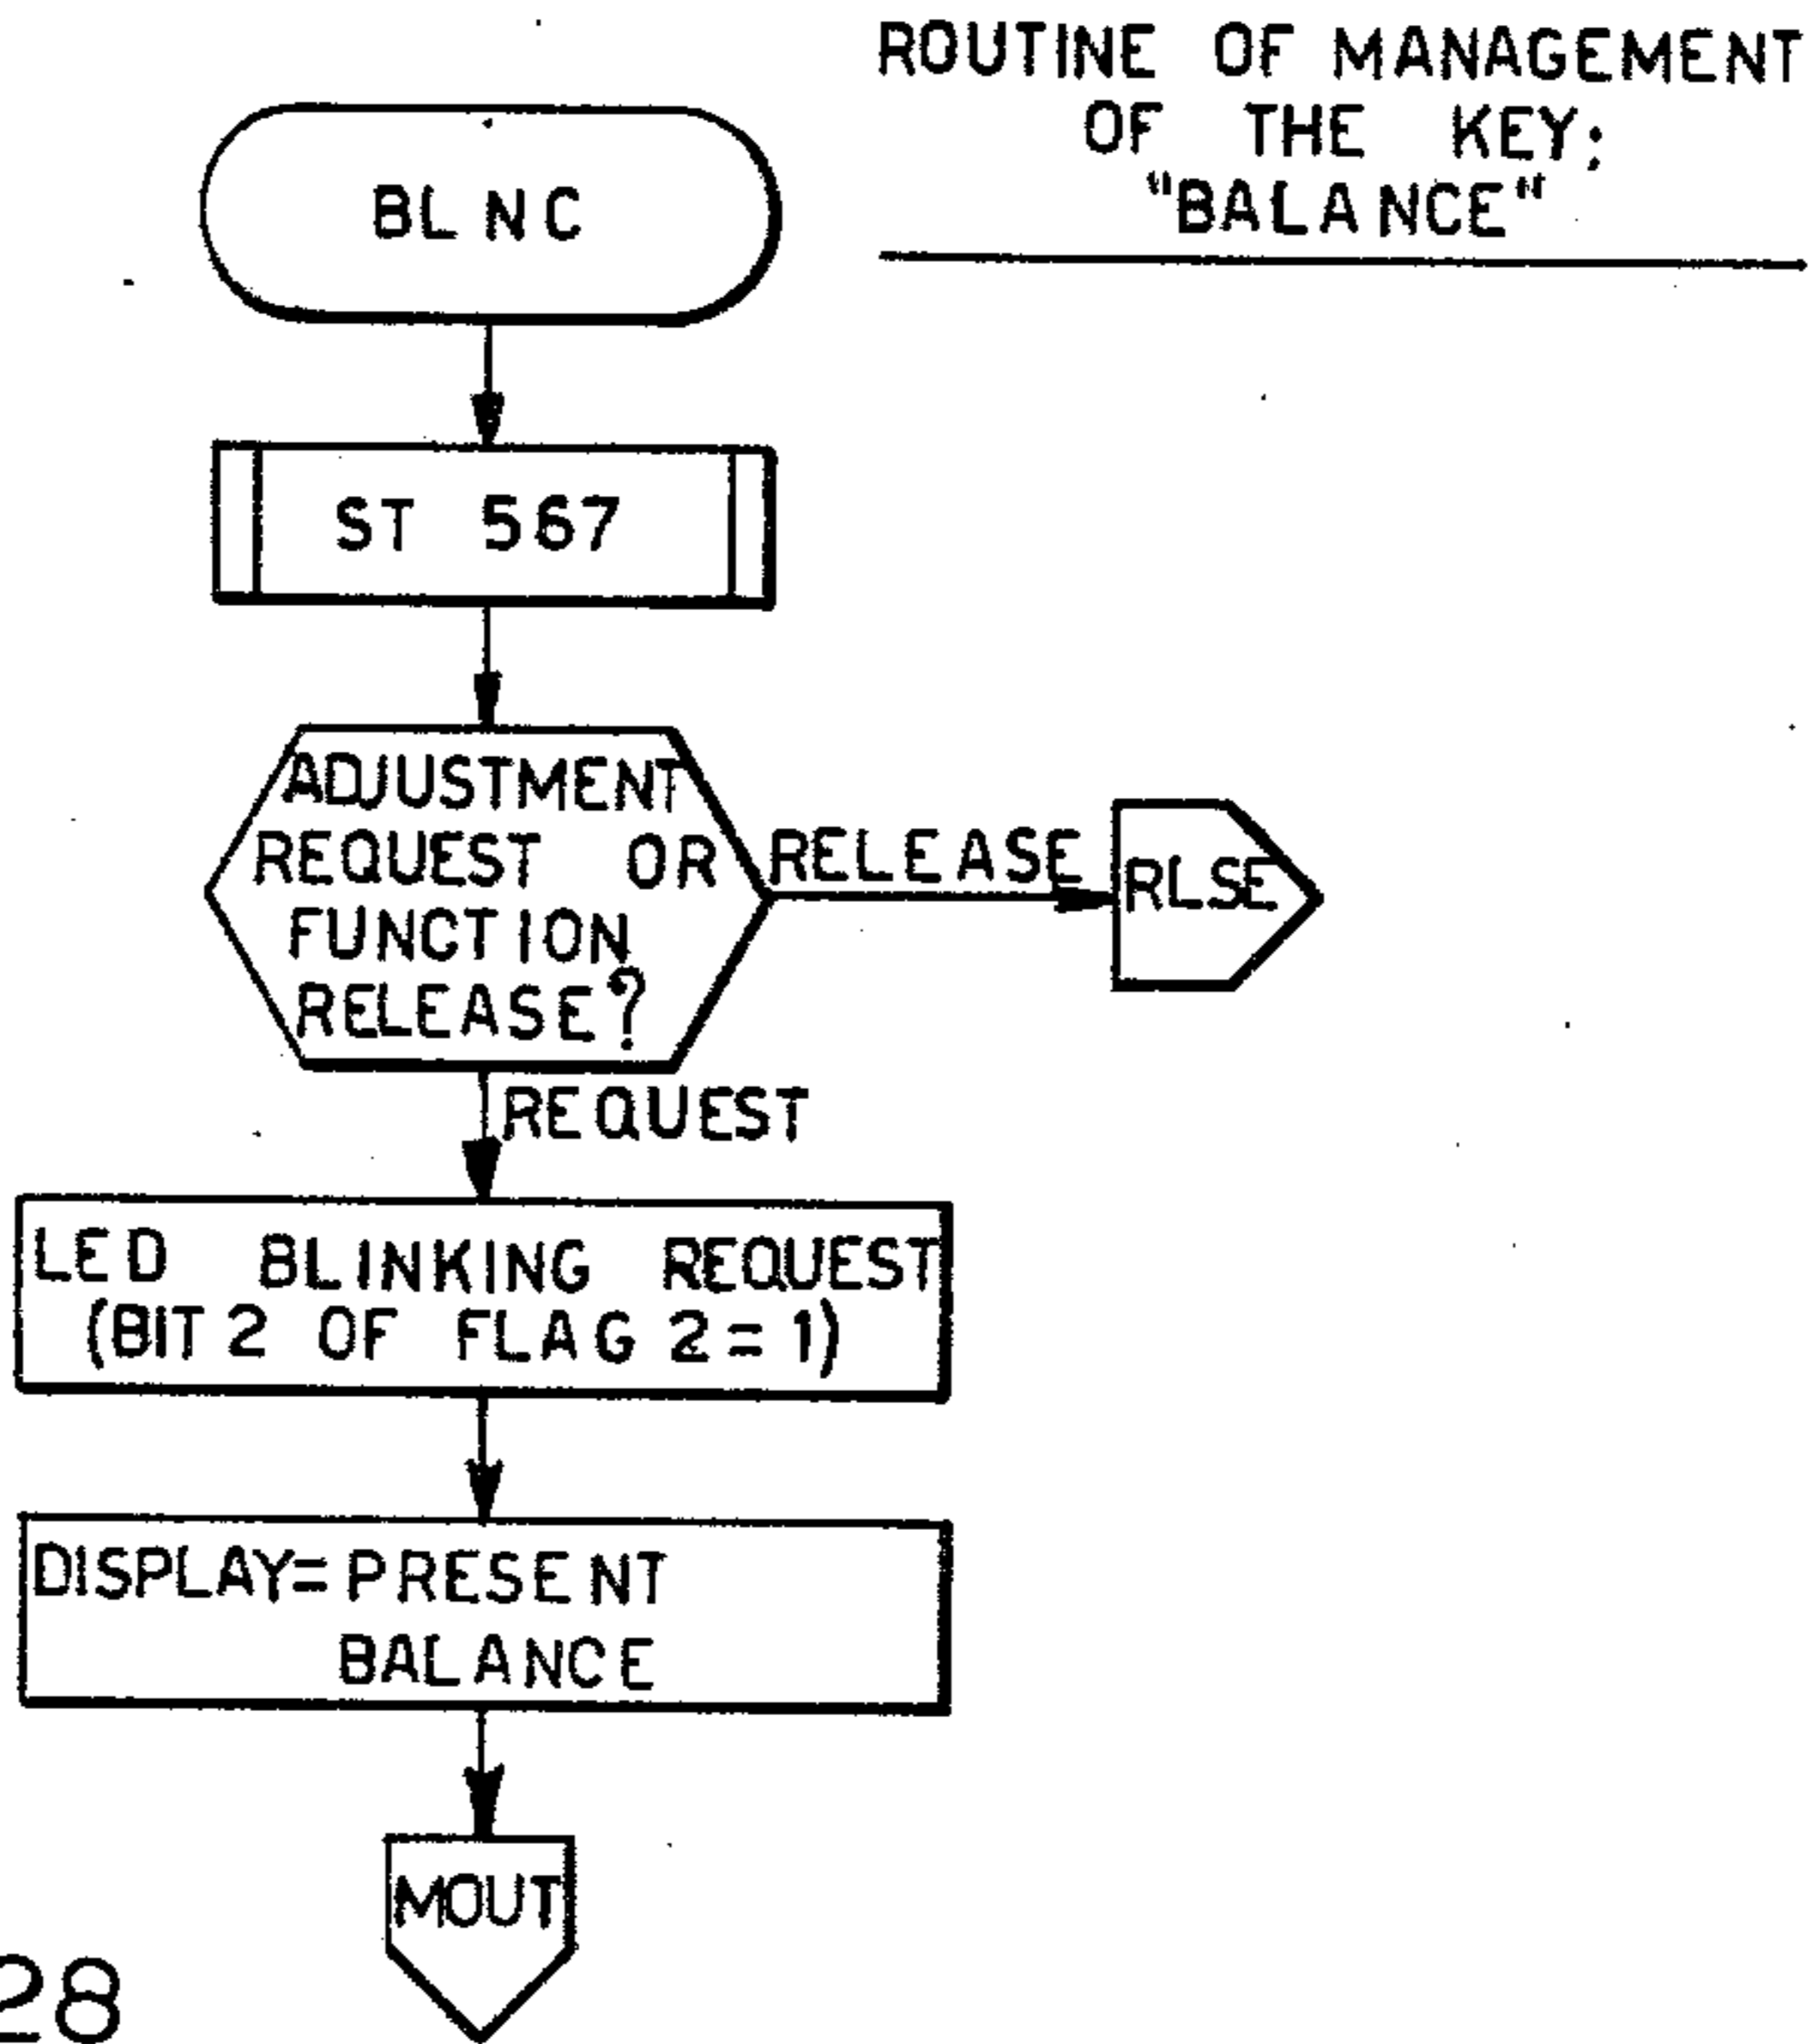 ROUTINE OF MANAGEMENT
OF THE KEY:
"BALANCE"
BLNC
ST 567
ADJUSTMENT
REQUEST OR
FUNCTION
RELEASE?
RELEASE
RLSE
REQUEST
LED BLINKING REQUEST
(BIT 2 OF FLAG 2=1)
DISPLAY=PRESENT
BALANCE
MOUT
28